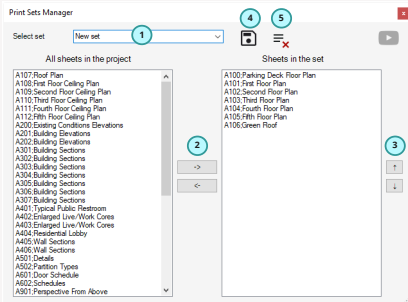 Print Sets Manager
x
4
5
Select set
New set
1
All sheets in the project
Sheets in the set
A107;Roof Plan
A108;First Floor Ceiling Plan
A109;Second Floor Ceiling Plan
A110;Third Floor Ceiling Plan
A111;Fourth Floor Ceiling Plan
A112;Fifth Floor Ceiling Plan
A200;Existing Conditions Elevations
A201;Building Elevations
A202;Building Elevations
A301;Building Sections
A302;Building Sections
A303;Building Sections
A304;Building Sections
A305;Building Sections
A306;Building Sections
A307;Building Sections
A401;Typical Public Restroom
A402;Enlarged Live/Work Cores
A403;Enlarged Live/Work Cores
A404;Residential Lobby
A405;Wall Sections
A406;Wall Sections
A501;Details
A502;Partition Types
A601;Door Schedule
A602;Schedules
A901;Perspective From Above
2
->
<-
A100;Parking Deck Floor Plan
A101;First Floor Plan
A102;Second Floor Plan
A103;Third Floor Plan
A104;Fourth Floor Plan
A105;Fifth Floor Plan
A106;Green Roof
3
↑
↓